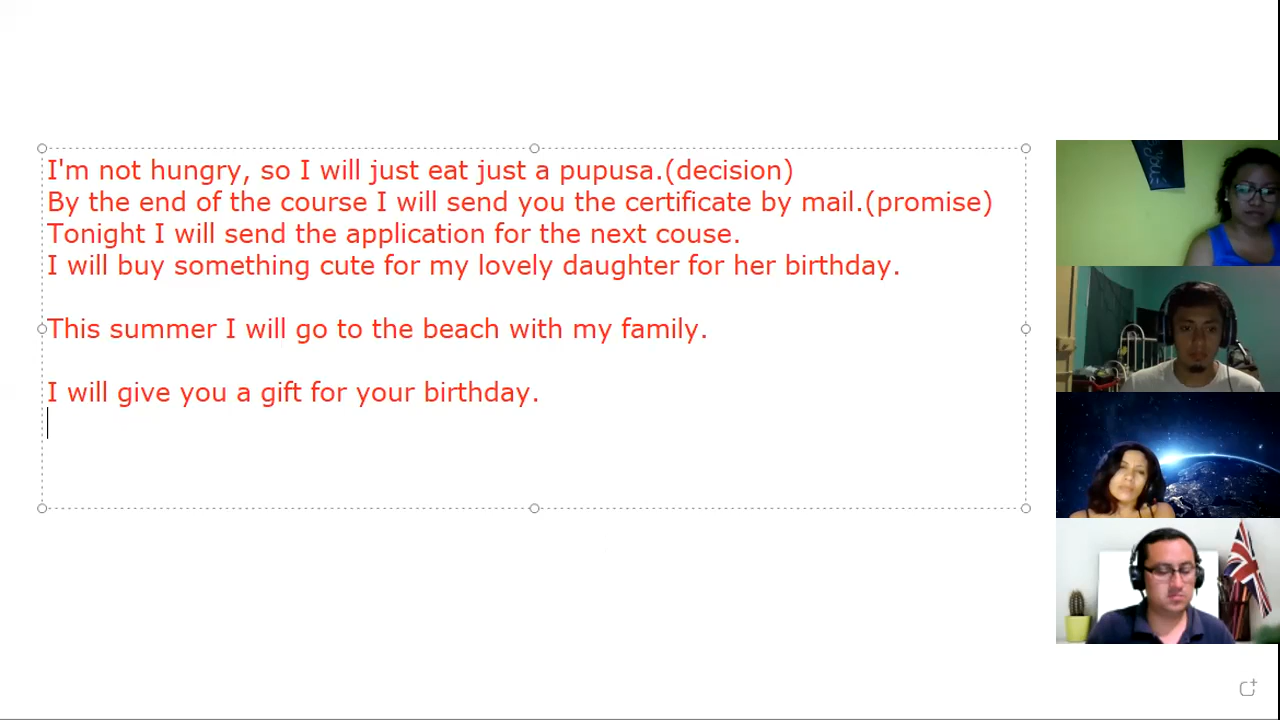 I'm not hungry, so I will just eat just a pupusa.(decision)
By the end of the course I will send you the certificate by mail.(promise)
Tonight I will send the application for the next couse.
I will buy something cute for my lovely daughter for her birthday.
This summer I will go to the beach with my family.
I will give you a gift for your birthday.